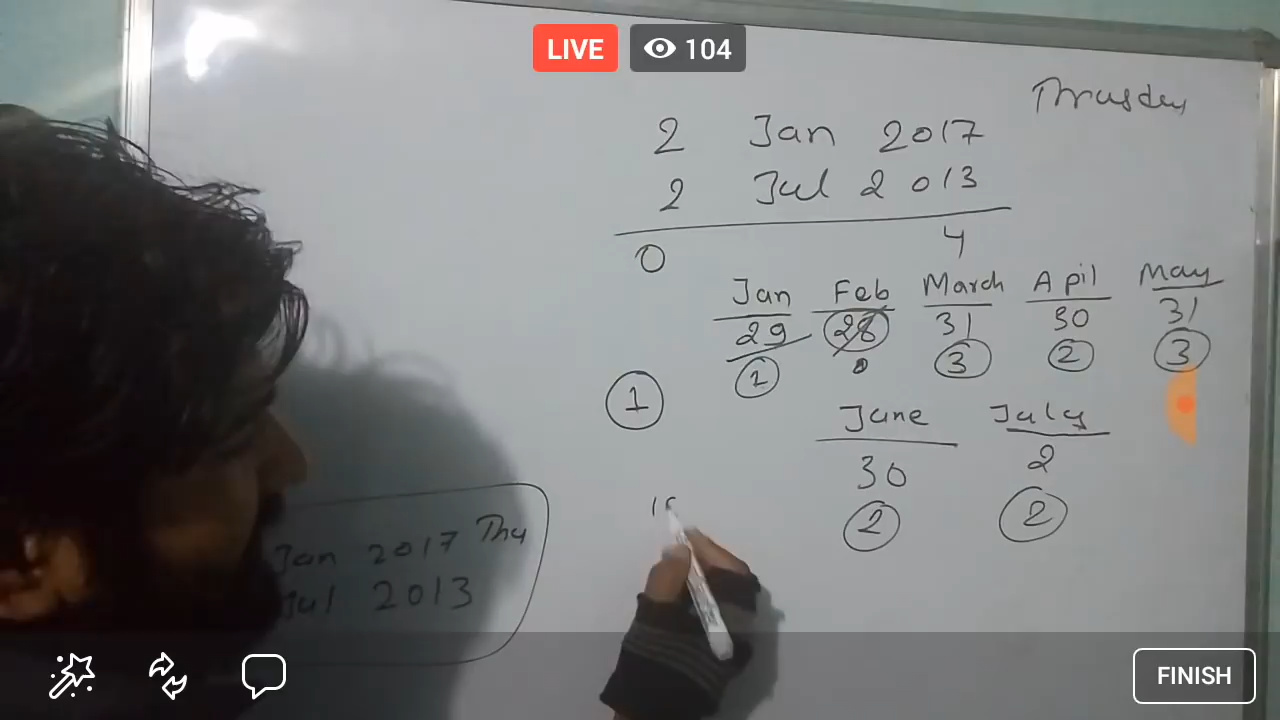 LIVE 104
Thrusday
2 Jan 2017
2 Jul 2013
0 4
Jan Feb March Apil May
29 28 31 30 31
1 0 3 2 3
1
June July
30 2
2 2
Jan 2017 Thu
Jul 2013
FINISH